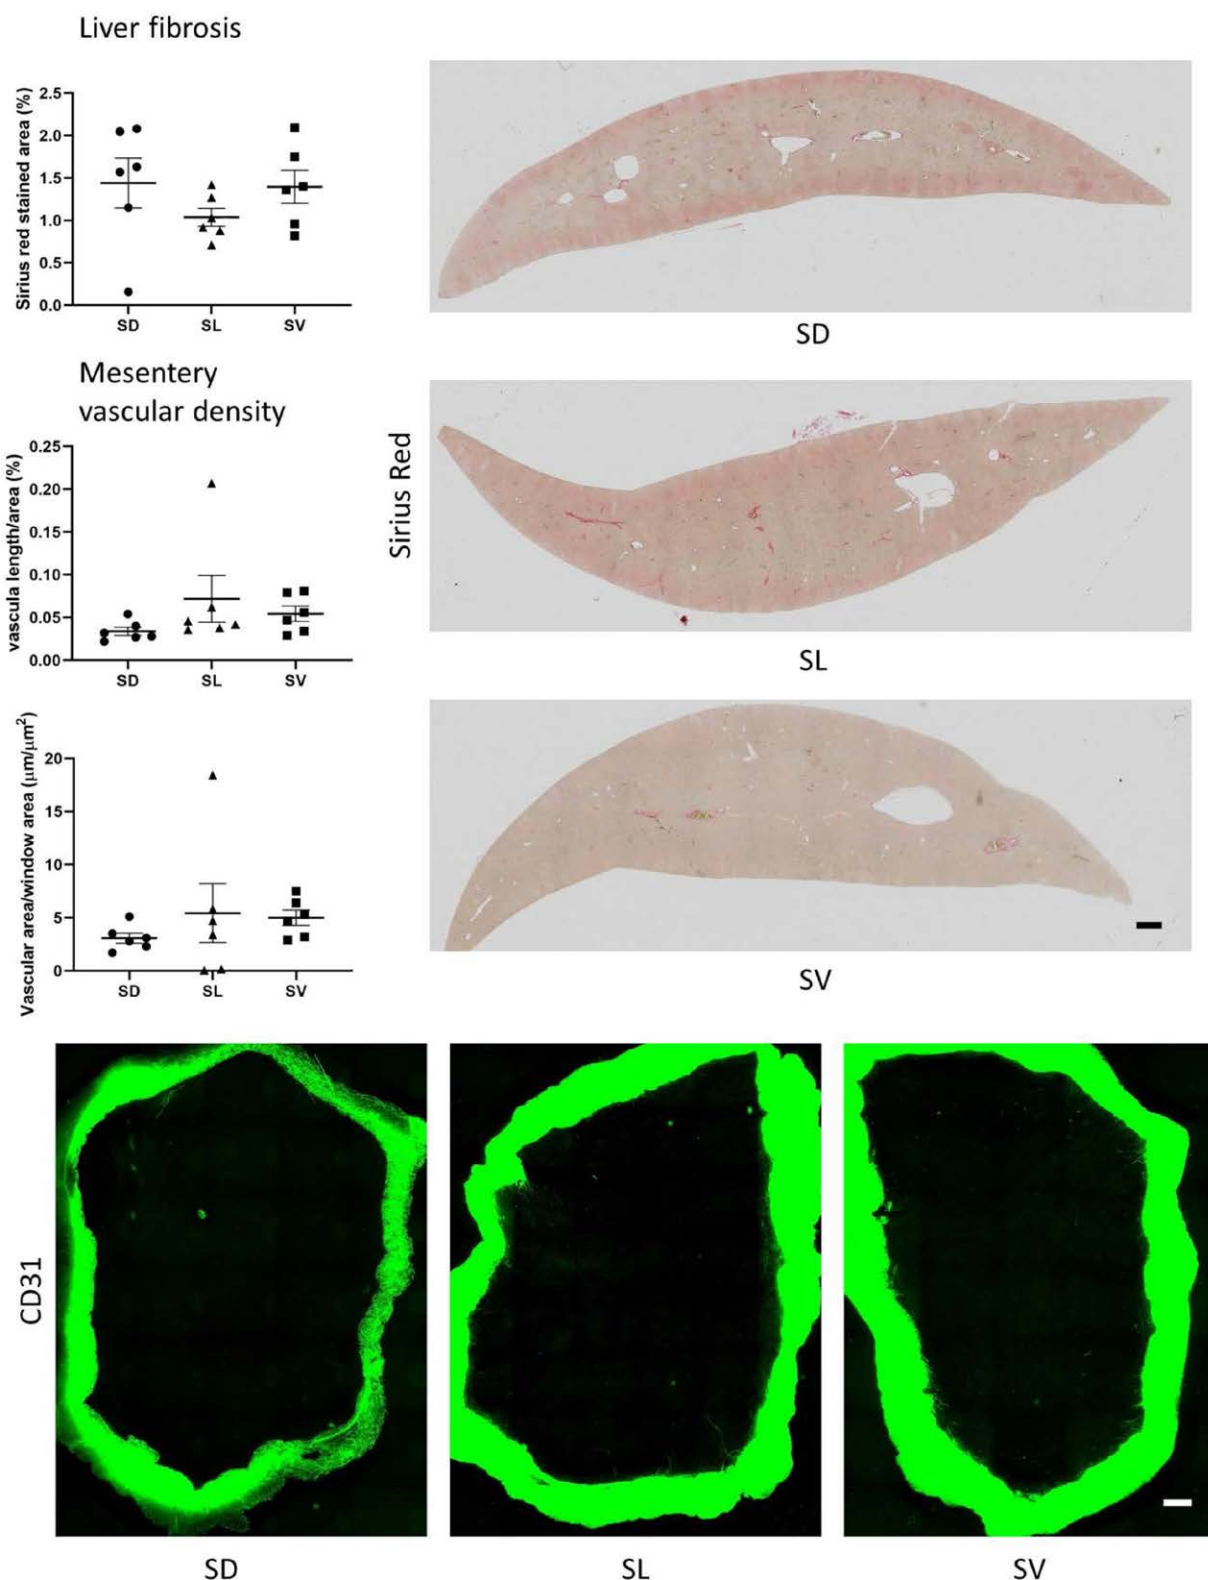 Liver fibrosis
Sirius red stained area (%)
2.5
2.0
1.5
1.0
0.5
0.0
SD SL SV
Mesentery
vascular density
vascula length/area (%)
0.25
0.20
0.15
0.10
0.05
0.00
SD SL SV
Vascular area/window area (μm/μm²)
20
15
10
5
0
SD SL SV
Sirius Red
SD
SL
SV
CD31
SD SL SV